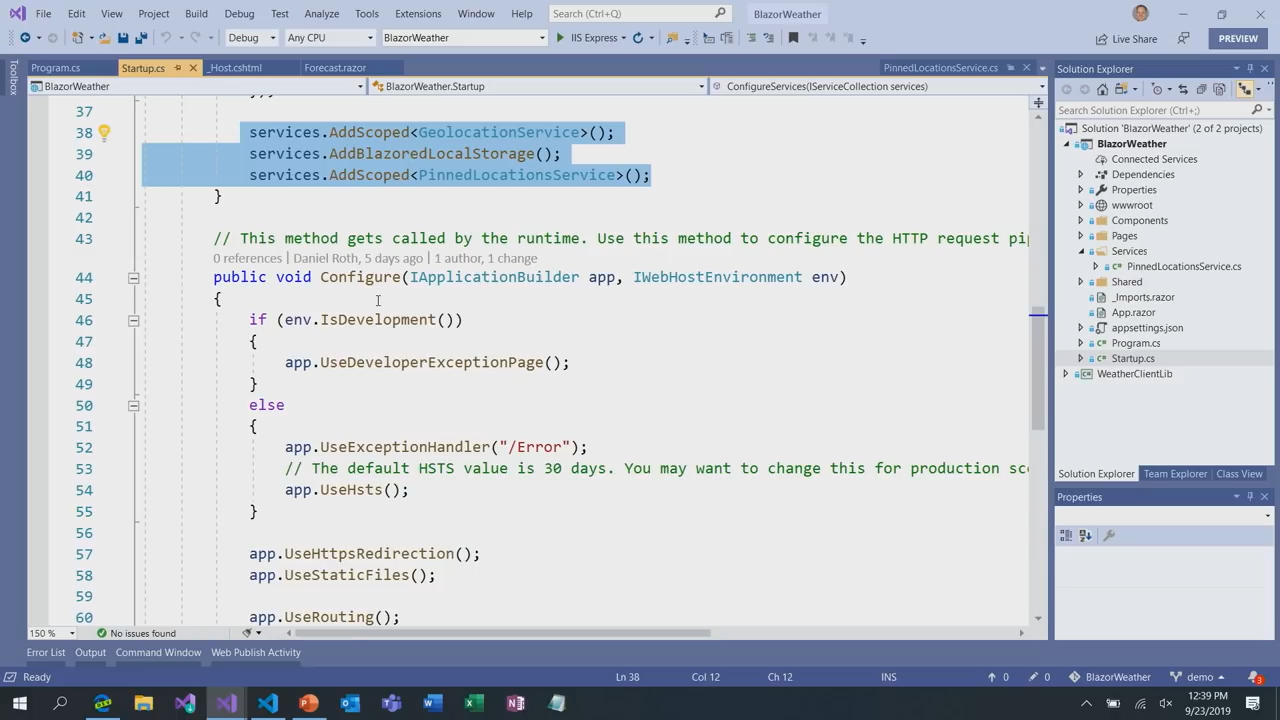 File Edit View Project Build Debug Test Analyze Tools Extensions Window Help Search (Ctrl+Q) BlazorWeather
Debug Any CPU BlazorWeather IIS Express Live Share PREVIEW
Toolbox
Program.cs Startup.cs _Host.cshtml Forecast.razor PinnedLocationsService.cs
BlazorWeather BlazorWeather.Startup ConfigureServices(IServiceCollection services)
37
38 services.AddScoped<GeolocationService>();
39 services.AddBlazoredLocalStorage();
40 services.AddScoped<PinnedLocationsService>();
41 }
42
43 // This method gets called by the runtime. Use this method to configure the HTTP request pip
0 references | Daniel Roth, 5 days ago | 1 author, 1 change
44 public void Configure(IApplicationBuilder app, IWebHostEnvironment env)
45 {
46 if (env.IsDevelopment())
47 {
48 app.UseDeveloperExceptionPage();
49 }
50 else
51 {
52 app.UseExceptionHandler("/Error");
53 // The default HSTS value is 30 days. You may want to change this for production sce
54 app.UseHsts();
55 }
56
57 app.UseHttpsRedirection();
58 app.UseStaticFiles();
59
60 app.UseRouting();
150 % No issues found
Error List Output Command Window Web Publish Activity
Solution Explorer
Search Solution Explorer (Ctrl+;)
Solution 'BlazorWeather' (2 of 2 projects)
BlazorWeather
Connected Services
Dependencies
Properties
wwwroot
Components
Pages
Services
PinnedLocationsService.cs
Shared
_Imports.razor
App.razor
appsettings.json
Program.cs
Startup.cs
WeatherClientLib
Solution Explorer Team Explorer Class View
Properties
Ready Ln 38 Col 12 Ch 12 INS 0 0 BlazorWeather demo 3
12:39 PM
9/23/2019